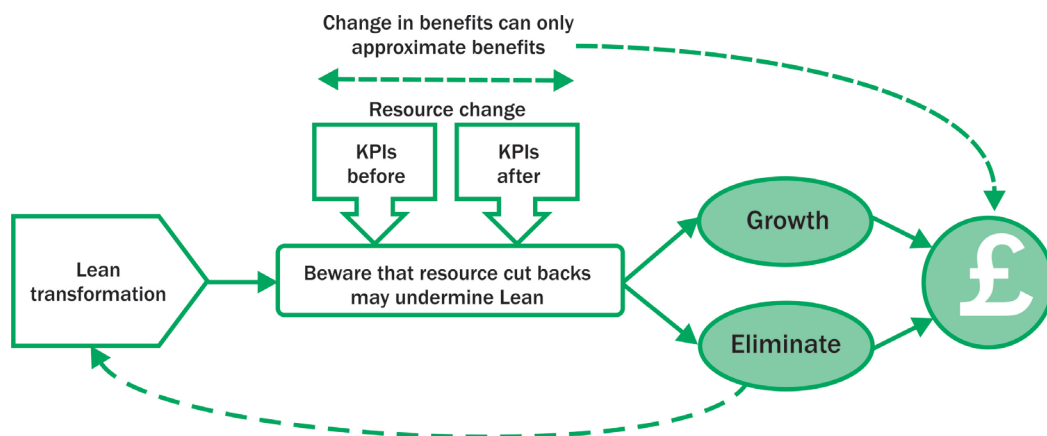 Change in benefits can only
approximate benefits
Resource change
KPIs
before
KPIs
after
Lean
transformation
Beware that resource cut backs
may undermine Lean
Growth
Eliminate
£